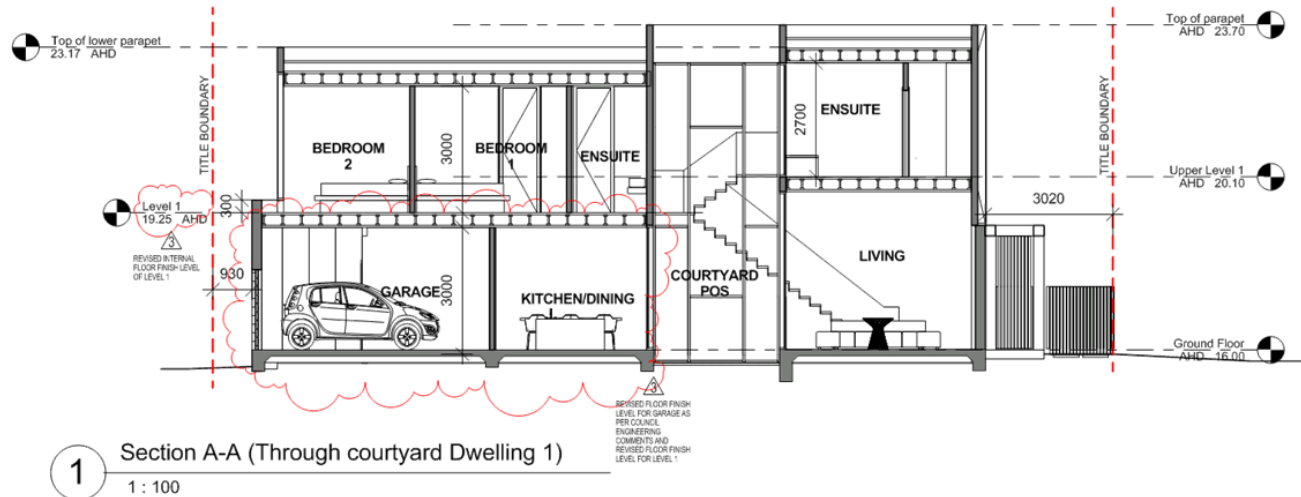 Top of parapet
AHD 23.70
Top of lower parapet
23.17 AHD
TITLE BOUNDARY
TITLE BOUNDARY
ENSUITE
2700
BEDROOM
2
3000
BEDROOM
1
ENSUITE
Upper Level 1
AHD 20.10
Level 1
19.25 AHD
300
3020
3
REVISED INTERNAL
FLOOR FINISH LEVEL
OF LEVEL 1
930
GARAGE
3000
KITCHEN/DINING
COURTYARD
POS
LIVING
Ground Floor
AHD 16.00
3
REVISED FLOOR FINISH
LEVEL FOR GARAGE AS
PER COUNCIL
ENGINEERING
COMMENTS AND
REVISED FLOOR FINISH
LEVEL FOR LEVEL 1
1
Section A-A (Through courtyard Dwelling 1)
1 : 100